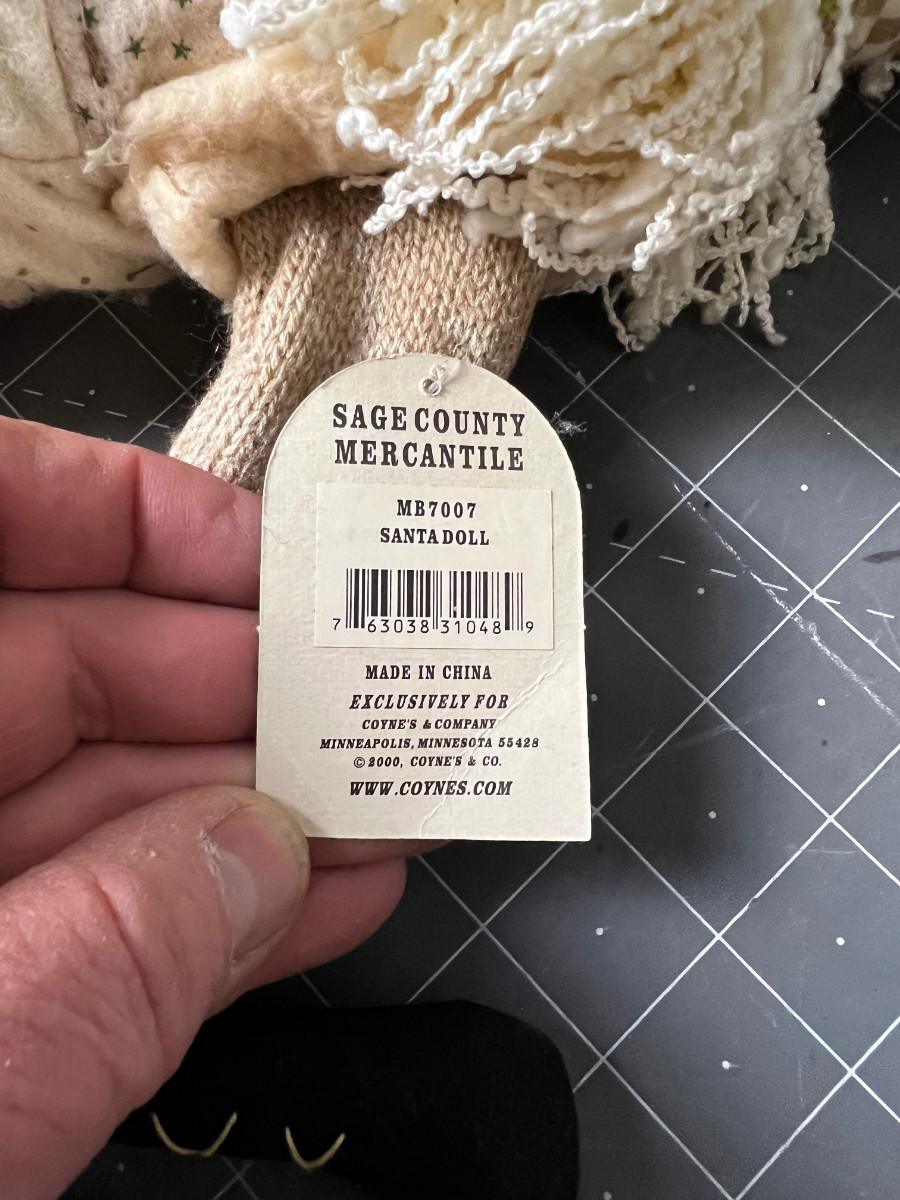 SAGE COUNTY
MERCANTILE
MB7007
SANTA DOLL
7 63038 31048 9
MADE IN CHINA
EXCLUSIVELY FOR
COYNE'S & COMPANY
MINNEAPOLIS, MINNESOTA 55428
© 2000, COYNE'S & CO.
WWW.COYNES.COM